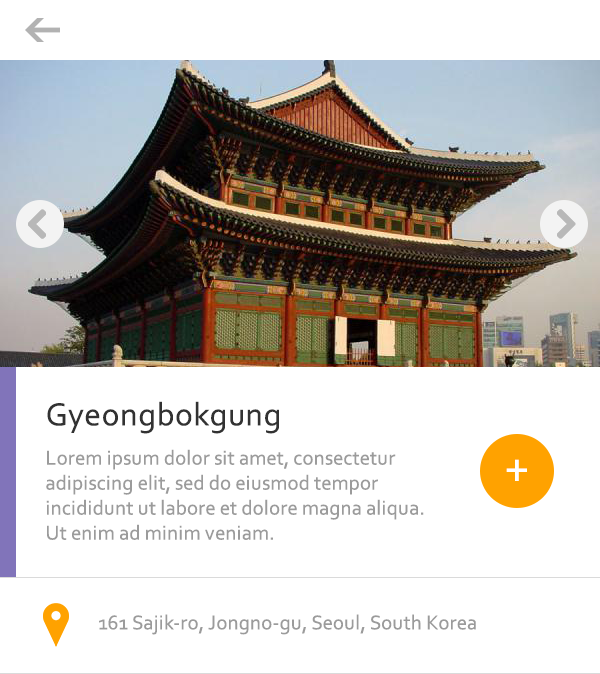 Gyeongbokgung
Lorem ipsum dolor sit amet, consectetur
adipiscing elit, sed do eiusmod tempor
incididunt ut labore et dolore magna aliqua.
Ut enim ad minim veniam.
161 Sajik-ro, Jongno-gu, Seoul, South Korea